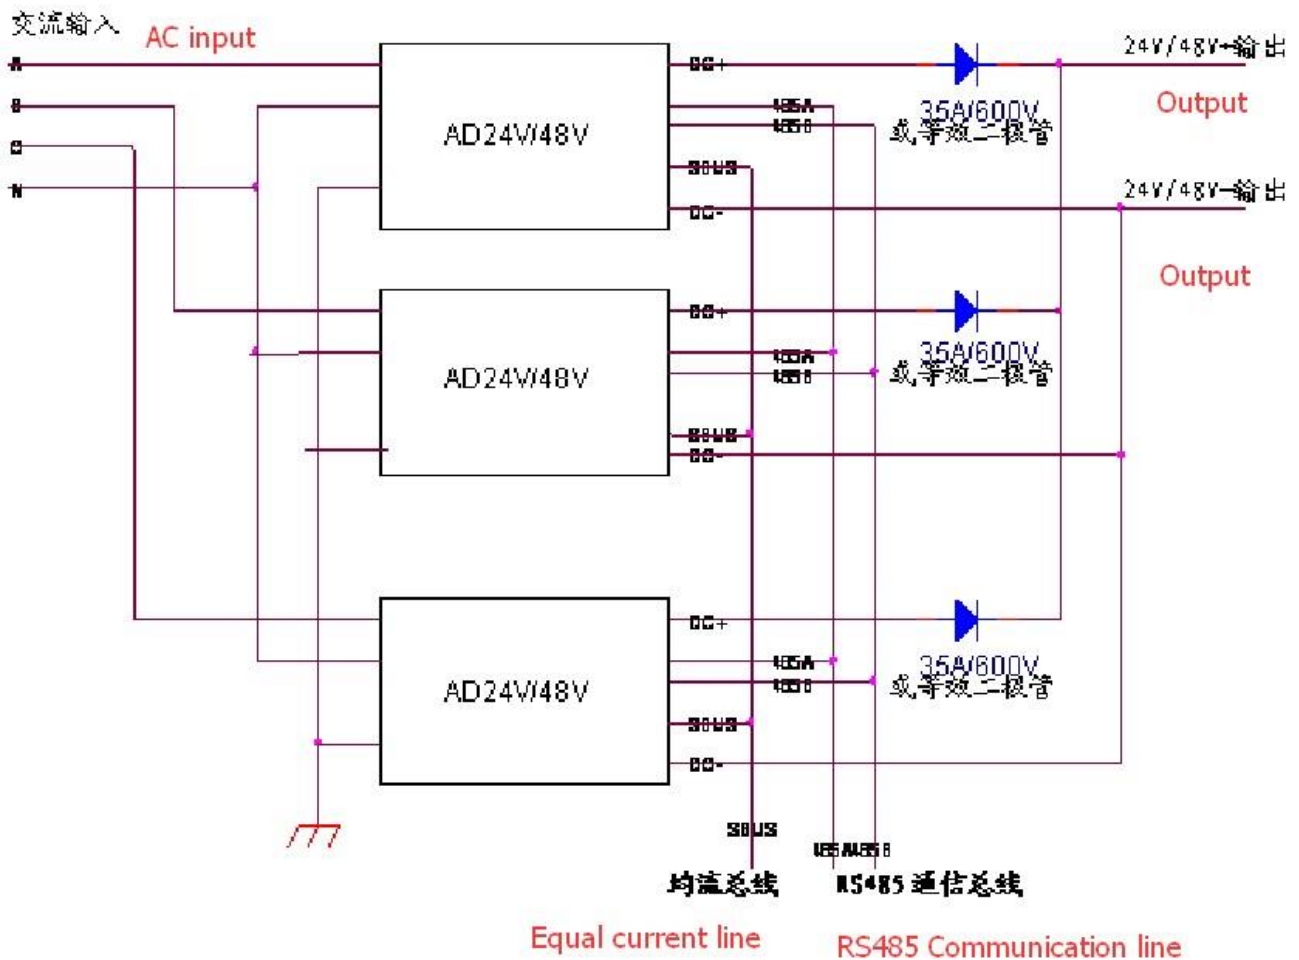 交流输入
AC input
A
B
C
N
AD24V/48V
DC+
485A
485B
SBUS
DC-
35A/600V
或等效二极管
24V/48V+输出
Output
24V/48V-输出
Output
AD24V/48V
DC+
485A
485B
SBUS
DC-
35A/600V
或等效二极管
AD24V/48V
DC+
485A
485B
SBUS
DC-
35A/600V
或等效二极管
SBUS
485A485B
均流总线
RS485 通信总线
Equal current line
RS485 Communication line